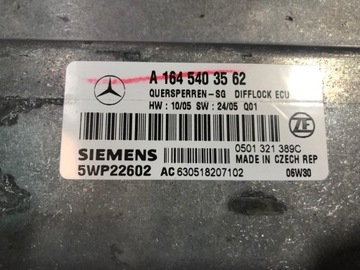 A 164 540 35 62
QUERSPERREN-SG DIFFLOCK ECU
HW : 10/05 SW : 24/05 Q01
ZF
SIEMENS
0501 321 389C
MADE IN CZECH REP
5WP22602 AC 630518207102 06W30